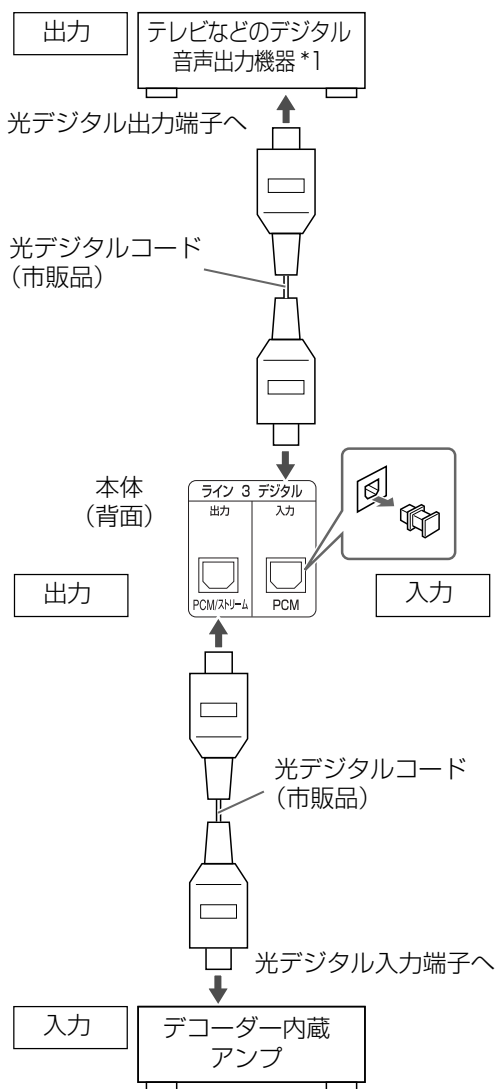 出力
テレビなどのデジタル
音声出力機器*1
光デジタル出力端子へ
光デジタルコード
（市販品）
本体
（背面）
ライン 3 デジタル
出力
入力
PCM/ストリーム
PCM
出力
入力
光デジタルコード
（市販品）
光デジタル入力端子へ
入力
デコーダー内蔵
アンプ